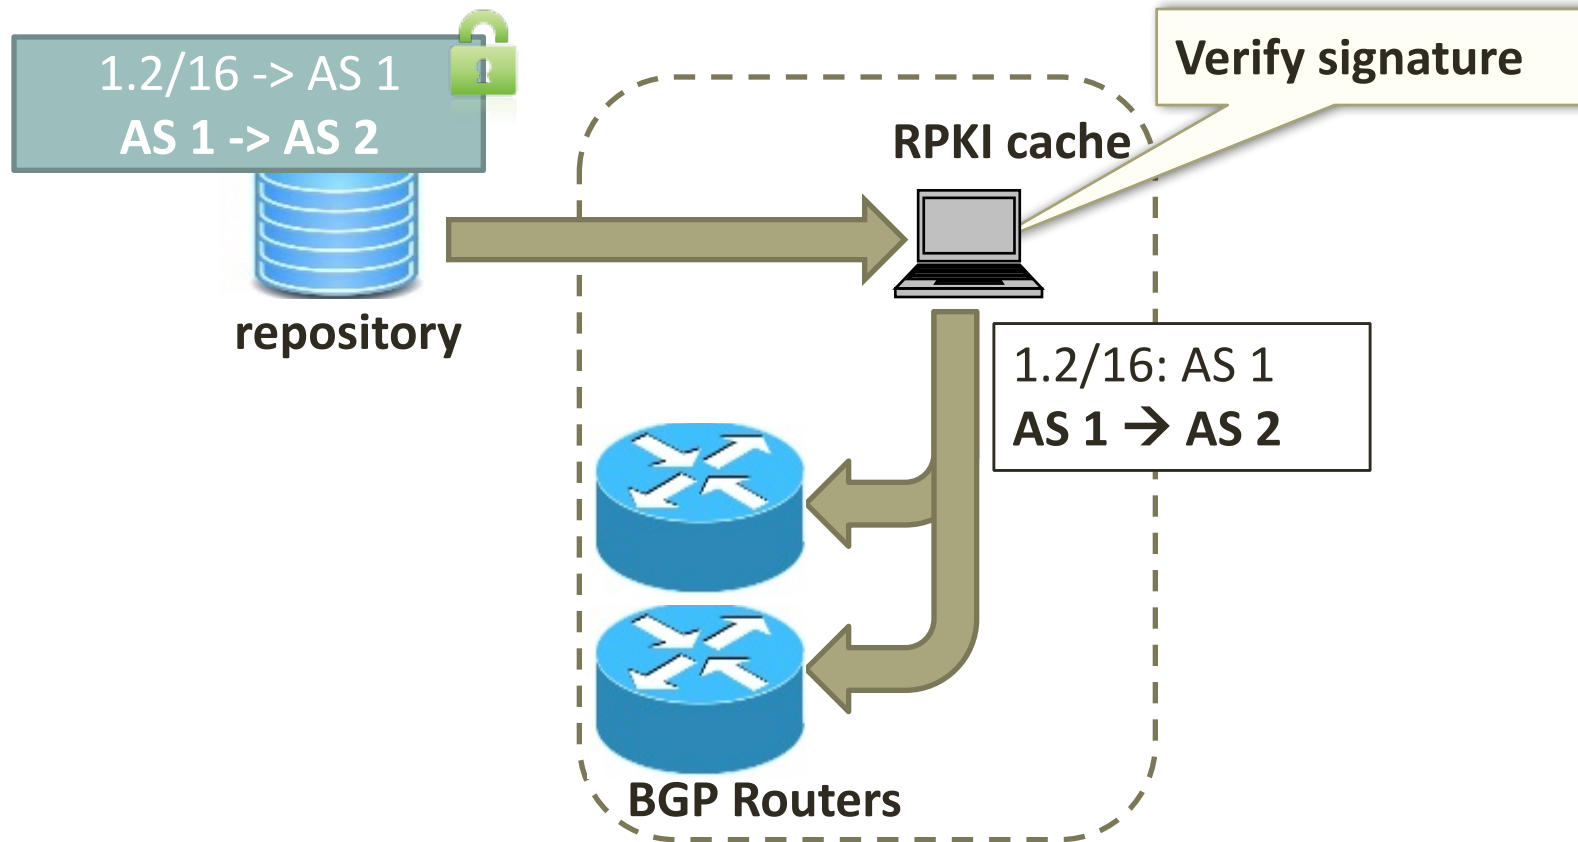 1.2/16 -> AS 1
AS 1 -> AS 2
Verify signature
RPKI cache
repository
1.2/16: AS 1
AS 1 → AS 2
BGP Routers